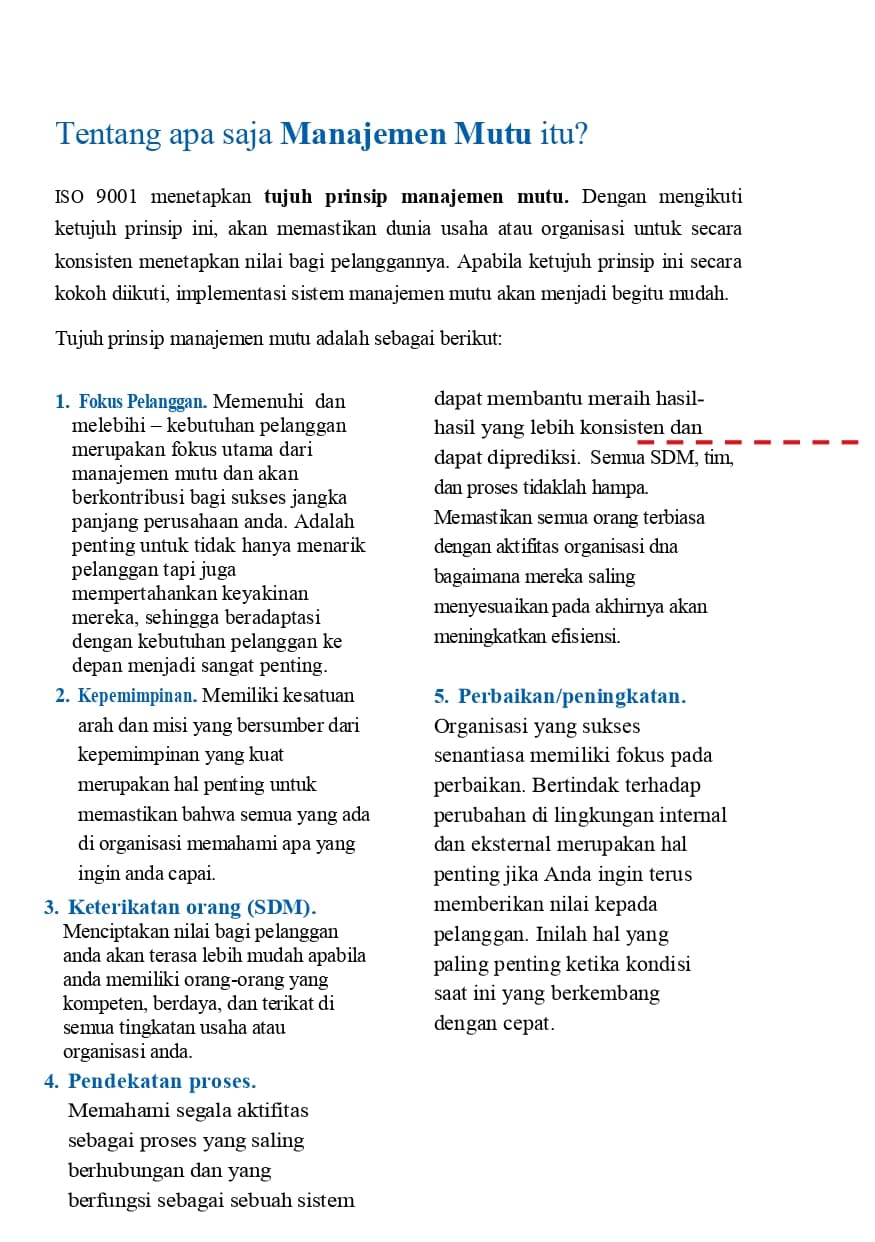 Tentang apa saja Manajemen Mutu itu?
ISO 9001 menetapkan tujuh prinsip manajemen mutu. Dengan mengikuti
ketujuh prinsip ini, akan memastikan dunia usaha atau organisasi untuk secara
konsisten menetapkan nilai bagi pelanggannya. Apabila ketujuh prinsip ini secara
kokoh diikuti, implementasi sistem manajemen mutu akan menjadi begitu mudah.
Tujuh prinsip manajemen mutu adalah sebagai berikut:
1. Fokus Pelanggan. Memenuhi dan
melebihi – kebutuhan pelanggan
merupakan fokus utama dari
manajemen mutu dan akan
berkontribusi bagi sukses jangka
panjang perusahaan anda. Adalah
penting untuk tidak hanya menarik
pelanggan tapi juga
mempertahankan keyakinan
mereka, sehingga beradaptasi
dengan kebutuhan pelanggan ke
depan menjadi sangat penting.
2. Kepemimpinan. Memiliki kesatuan
arah dan misi yang bersumber dari
kepemimpinan yang kuat
merupakan hal penting untuk
memastikan bahwa semua yang ada
di organisasi memahami apa yang
ingin anda capai.
3. Keterikatan orang (SDM).
Menciptakan nilai bagi pelanggan
anda akan terasa lebih mudah apabila
anda memiliki orang-orang yang
kompeten, berdaya, dan terikat di
semua tingkatan usaha atau
organisasi anda.
4. Pendekatan proses.
Memahami segala aktifitas
sebagai proses yang saling
berhubungan dan yang
berfungsi sebagai sebuah sistem
dapat membantu meraih hasil-
hasil yang lebih konsisten dan
dapat diprediksi. Semua SDM, tim,
dan proses tidaklah hampa.
Memastikan semua orang terbiasa
dengan aktifitas organisasi dna
bagaimana mereka saling
menyesuaikan pada akhirnya akan
meningkatkan efisiensi.
5. Perbaikan/peningkatan.
Organisasi yang sukses
senantiasa memiliki fokus pada
perbaikan. Bertindak terhadap
perubahan di lingkungan internal
dan eksternal merupakan hal
penting jika Anda ingin terus
memberikan nilai kepada
pelanggan. Inilah hal yang
paling penting ketika kondisi
saat ini yang berkembang
dengan cepat.